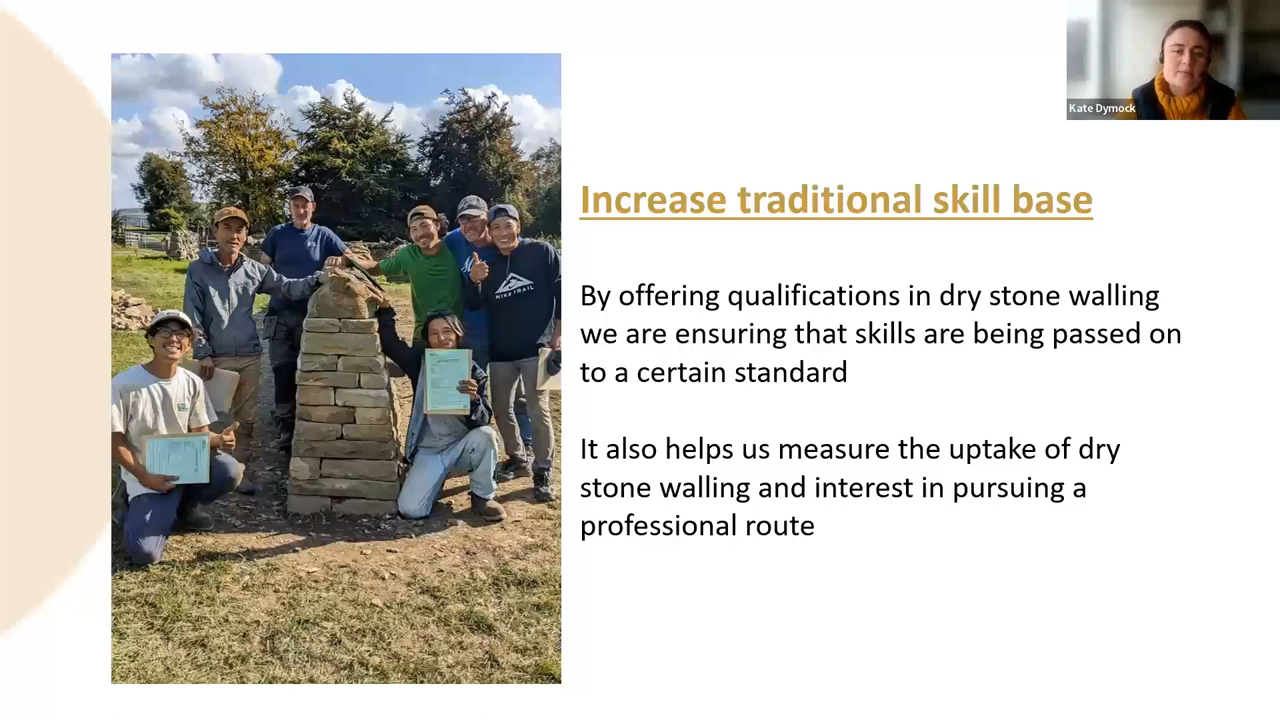 Kate Dymock
Increase traditional skill base
By offering qualifications in dry stone walling
we are ensuring that skills are being passed on
to a certain standard
It also helps us measure the uptake of dry
stone walling and interest in pursuing a
professional route
HIKETRAIL